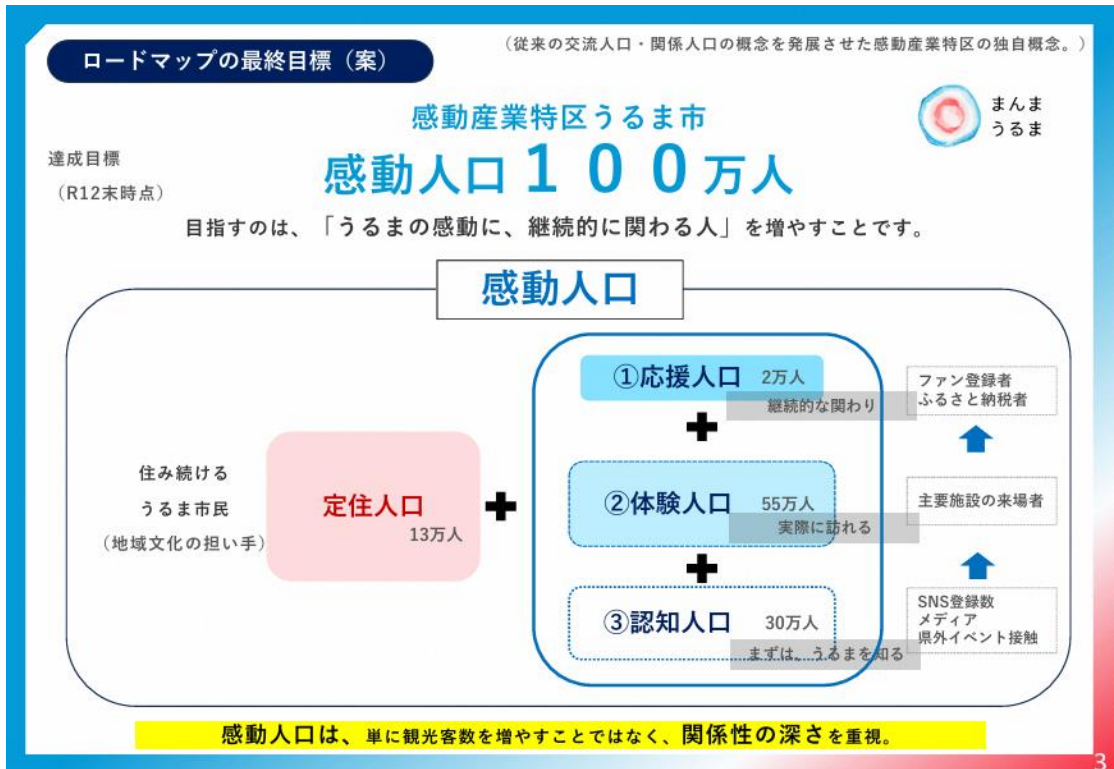 ロードマップの最終目標（案）
（従来の交流人口・関係人口の概念を発展させた感動産業特区の独自概念。）
まんま
うるま
感動産業特区うるま市
達成目標
（R12末時点）
感動人口１００万人
目指すのは、「うるまの感動に、継続的に関わる人」を増やすことです。
感動人口
住み続ける
うるま市民
（地域文化の担い手）
定住人口
13万人
＋
①応援人口 2万人
継続的な関わり
ファン登録者
ふるさと納税者
＋
②体験人口 55万人
実際に訪れる
主要施設の来場者
＋
③認知人口 30万人
まずは、うるまを知る
SNS登録数
メディア
県外イベント接触
感動人口は、単に観光客数を増やすことではなく、関係性の深さを重視。
3